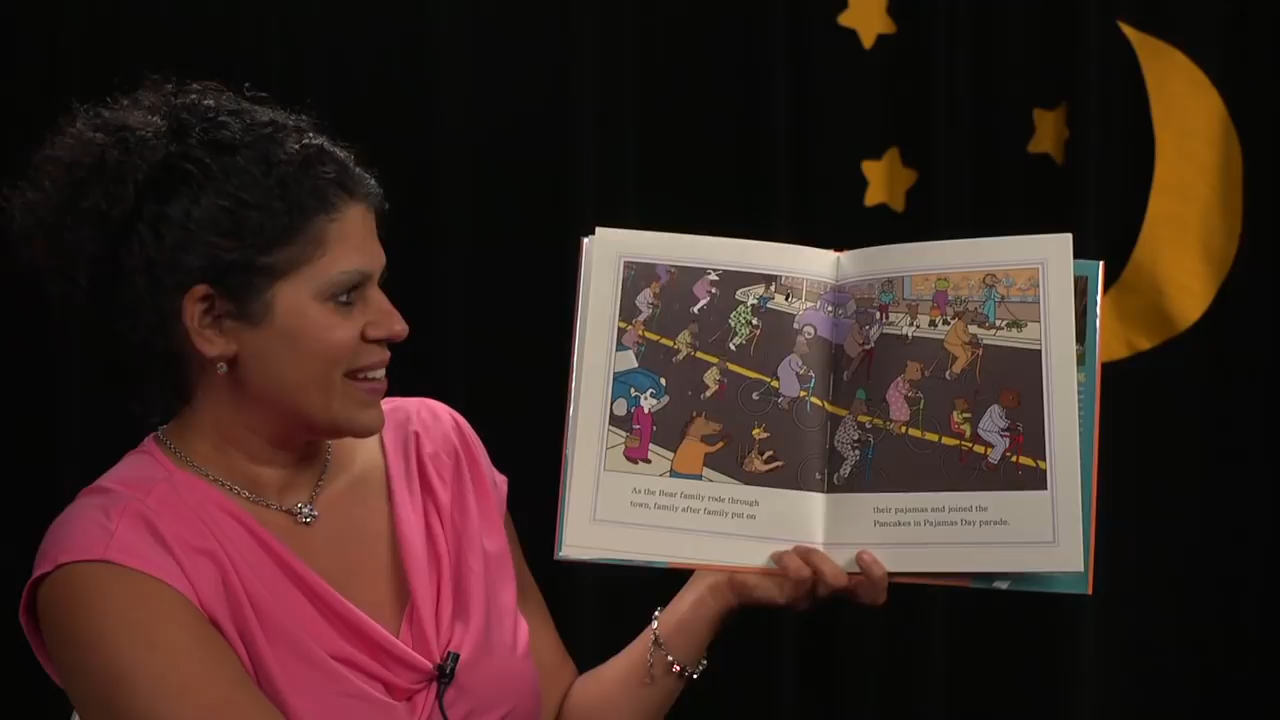 As the Bear family rode through
town, family after family put on
their pajamas and joined the
Pancakes in Pajamas Day parade.